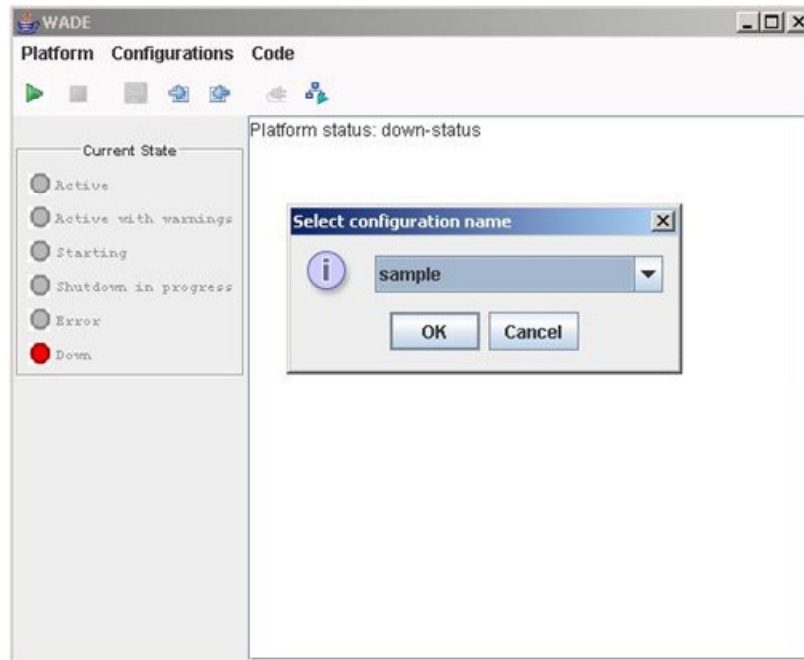 WADE
Platform Configurations Code
Platform status: down-status
Current State
Active
Active with warnings
Starting
Shutdown in progress
Error
Down
Select configuration name
i
sample
OK Cancel